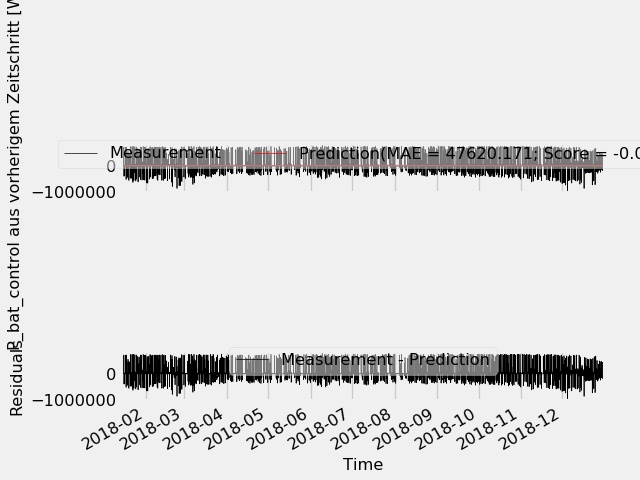 P_bat_control aus vorherigem Zeitschritt [W
Measurement
Prediction(MAE = 47620.171; Score = -0.0
0
−1000000
Residuals
Measurement - Prediction
0
−1000000
2018-02
2018-03
2018-04
2018-05
2018-06
2018-07
2018-08
2018-09
2018-10
2018-11
2018-12
Time